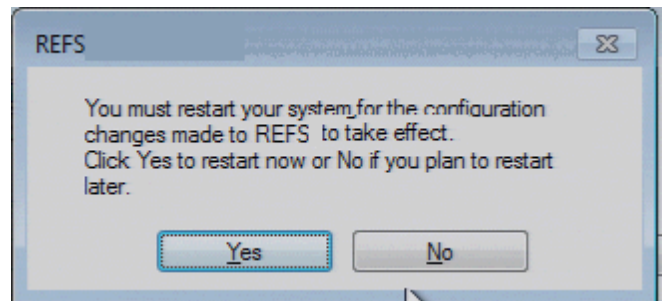 REFS
You must restart your system for the configuration
changes made to REFS to take effect.
Click Yes to restart now or No if you plan to restart
later.
Yes No